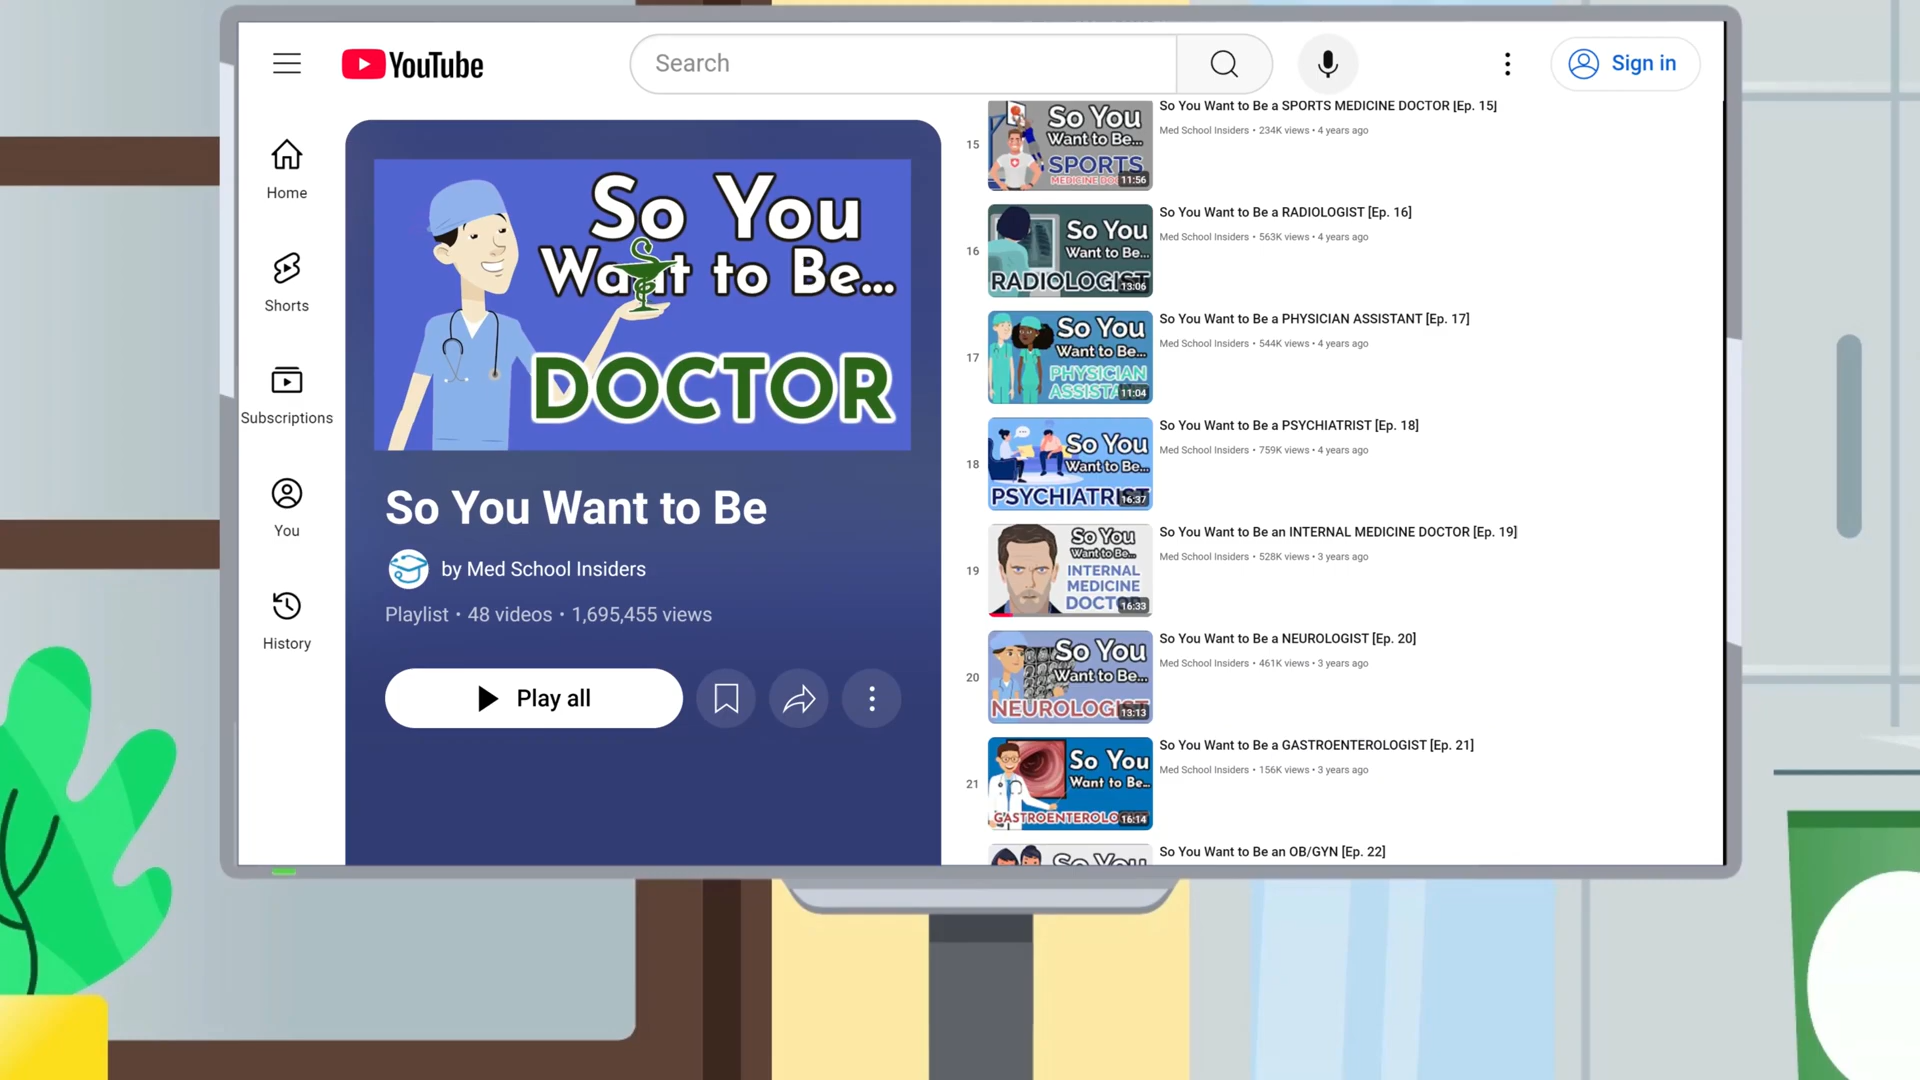 YouTube
Search
Sign in
Home
Shorts
Subscriptions
You
History
So You
Want to Be...
DOCTOR
So You Want to Be
by Med School Insiders
Playlist • 48 videos • 1,695,455 views
Play all
15
So You
Want to Be...
SPORTS
11:56
So You Want to Be a SPORTS MEDICINE DOCTOR [Ep. 15]
Med School Insiders • 234K views • 4 years ago
16
So You
Want to Be...
RADIOLOGIST
13:06
So You Want to Be a RADIOLOGIST [Ep. 16]
Med School Insiders • 563K views • 4 years ago
17
So You
Want to Be...
PHYSICIAN
11:04
So You Want to Be a PHYSICIAN ASSISTANT [Ep. 17]
Med School Insiders • 544K views • 4 years ago
18
So You
Want to Be...
PSYCHIATRIST
16:37
So You Want to Be a PSYCHIATRIST [Ep. 18]
Med School Insiders • 759K views • 4 years ago
19
So You
Want to Be...
INTERNAL
MEDICINE
DOCTOR
16:33
So You Want to Be an INTERNAL MEDICINE DOCTOR [Ep. 19]
Med School Insiders • 528K views • 3 years ago
20
So You
Want to Be...
NEUROLOGIST
13:13
So You Want to Be a NEUROLOGIST [Ep. 20]
Med School Insiders • 461K views • 3 years ago
21
So You
Want to Be...
GASTROENTEROLO
16:14
So You Want to Be a GASTROENTEROLOGIST [Ep. 21]
Med School Insiders • 156K views • 3 years ago
So You
So You Want to Be an OB/GYN [Ep. 22]